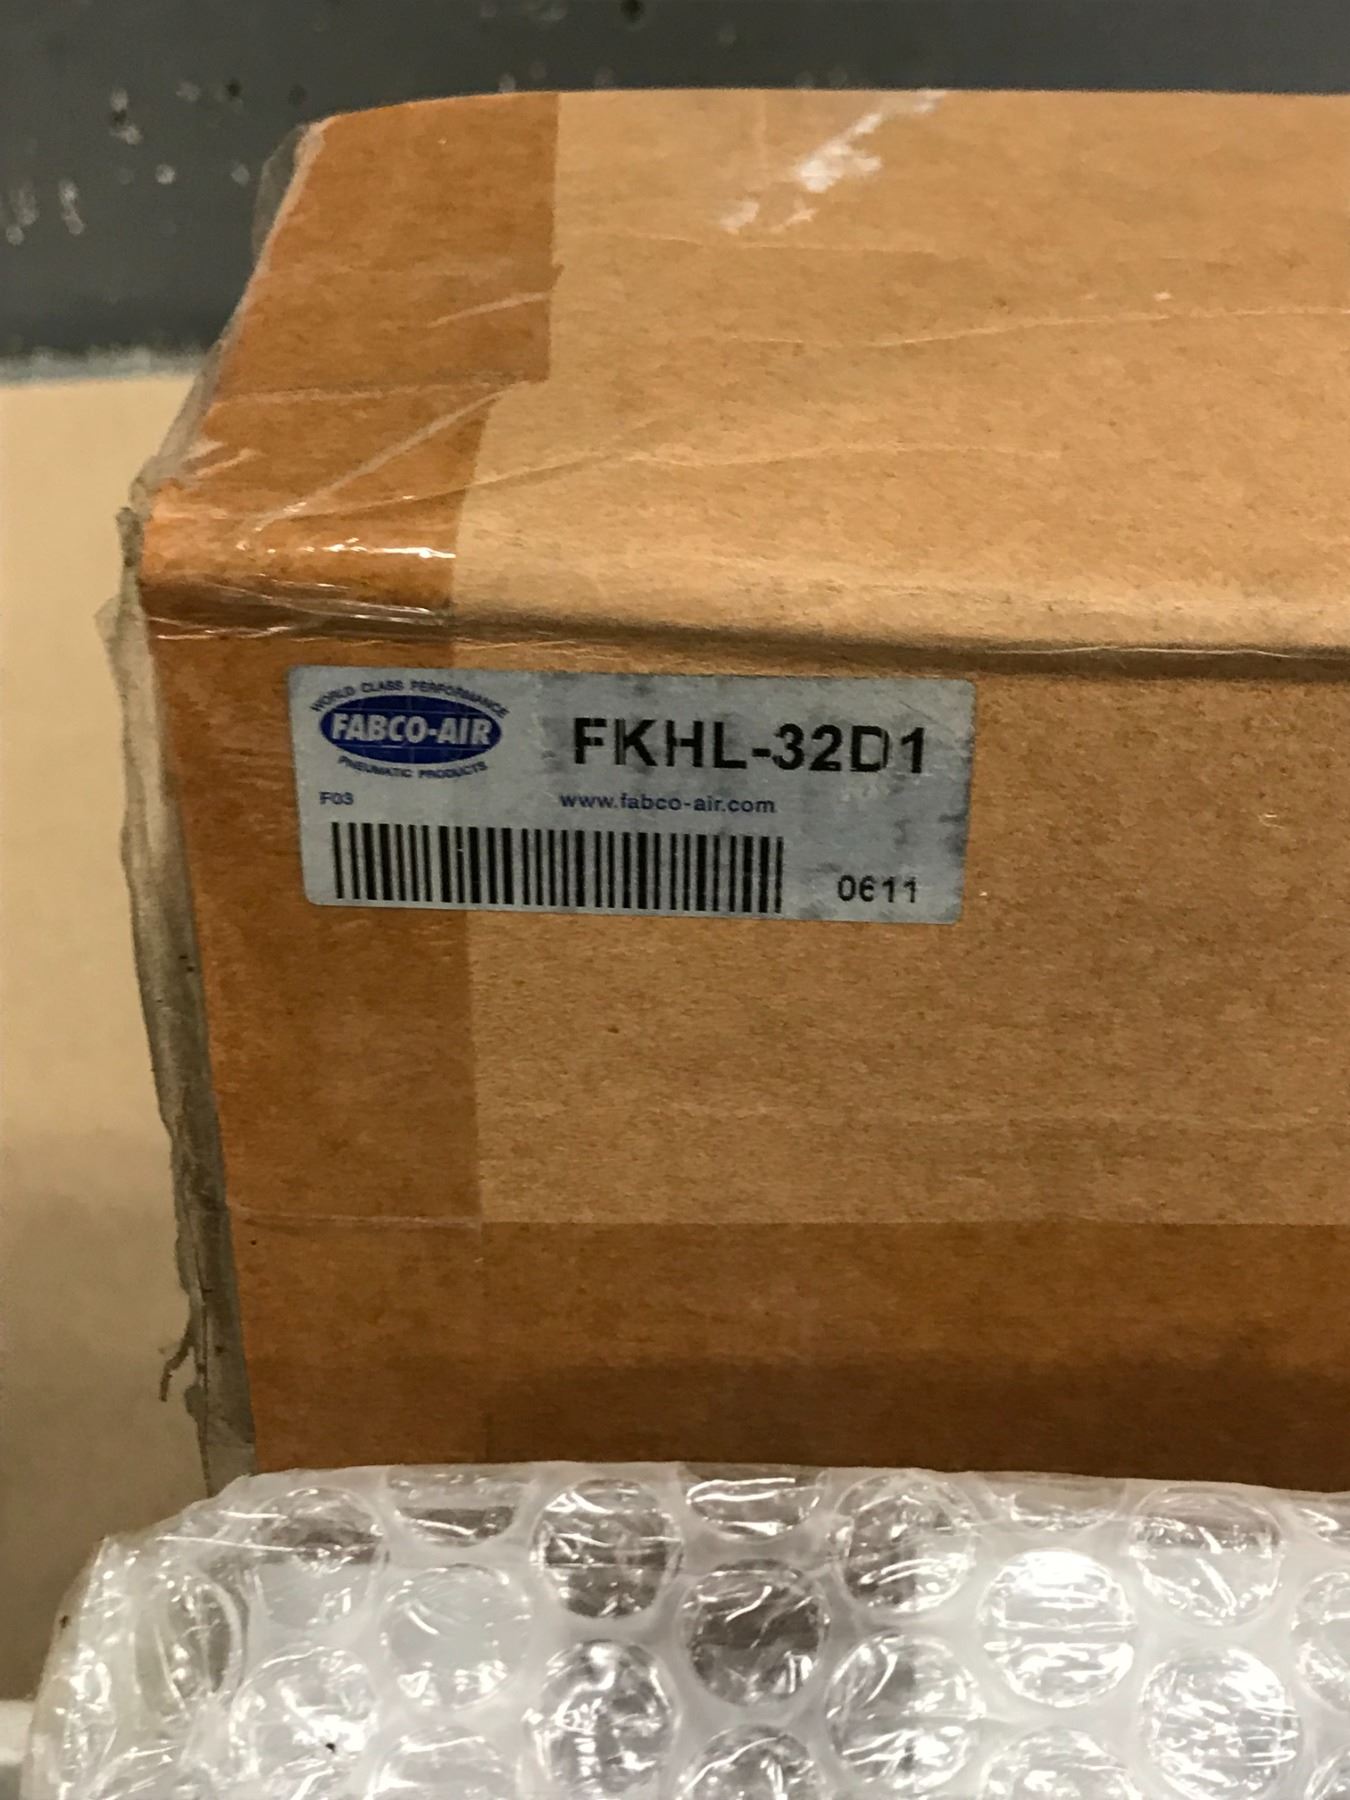 WORLD CLASS PERFORMANCE
FABCO-AIR
PNEUMATIC PRODUCTS
FKHL-32D1
F03
www.fabco-air.com
0611